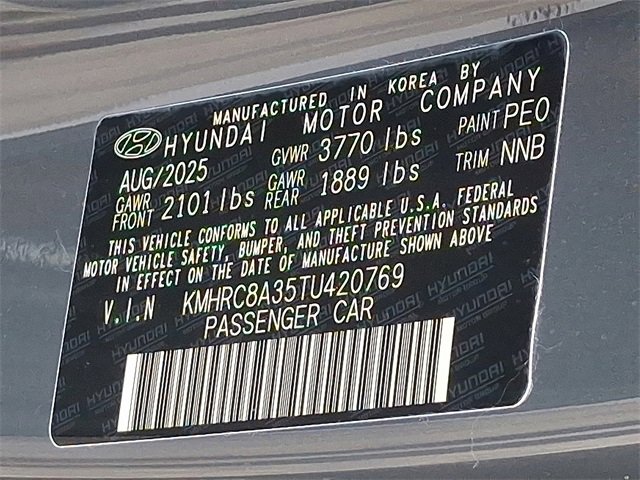 MANUFACTURED IN KOREA BY
HYUNDAI MOTOR COMPANY
AUG/2025 GVWR 3770 lbs PAINT PEO
GAWR FRONT 2101 lbs GAWR REAR 1889 lbs TRIM NNB
THIS VEHICLE CONFORMS TO ALL APPLICABLE U.S.A. FEDERAL
MOTOR VEHICLE SAFETY, BUMPER, AND THEFT PREVENTION STANDARDS
IN EFFECT ON THE DATE OF MANUFACTURE SHOWN ABOVE
V.I.N KMHRC8A35TU420769
PASSENGER CAR